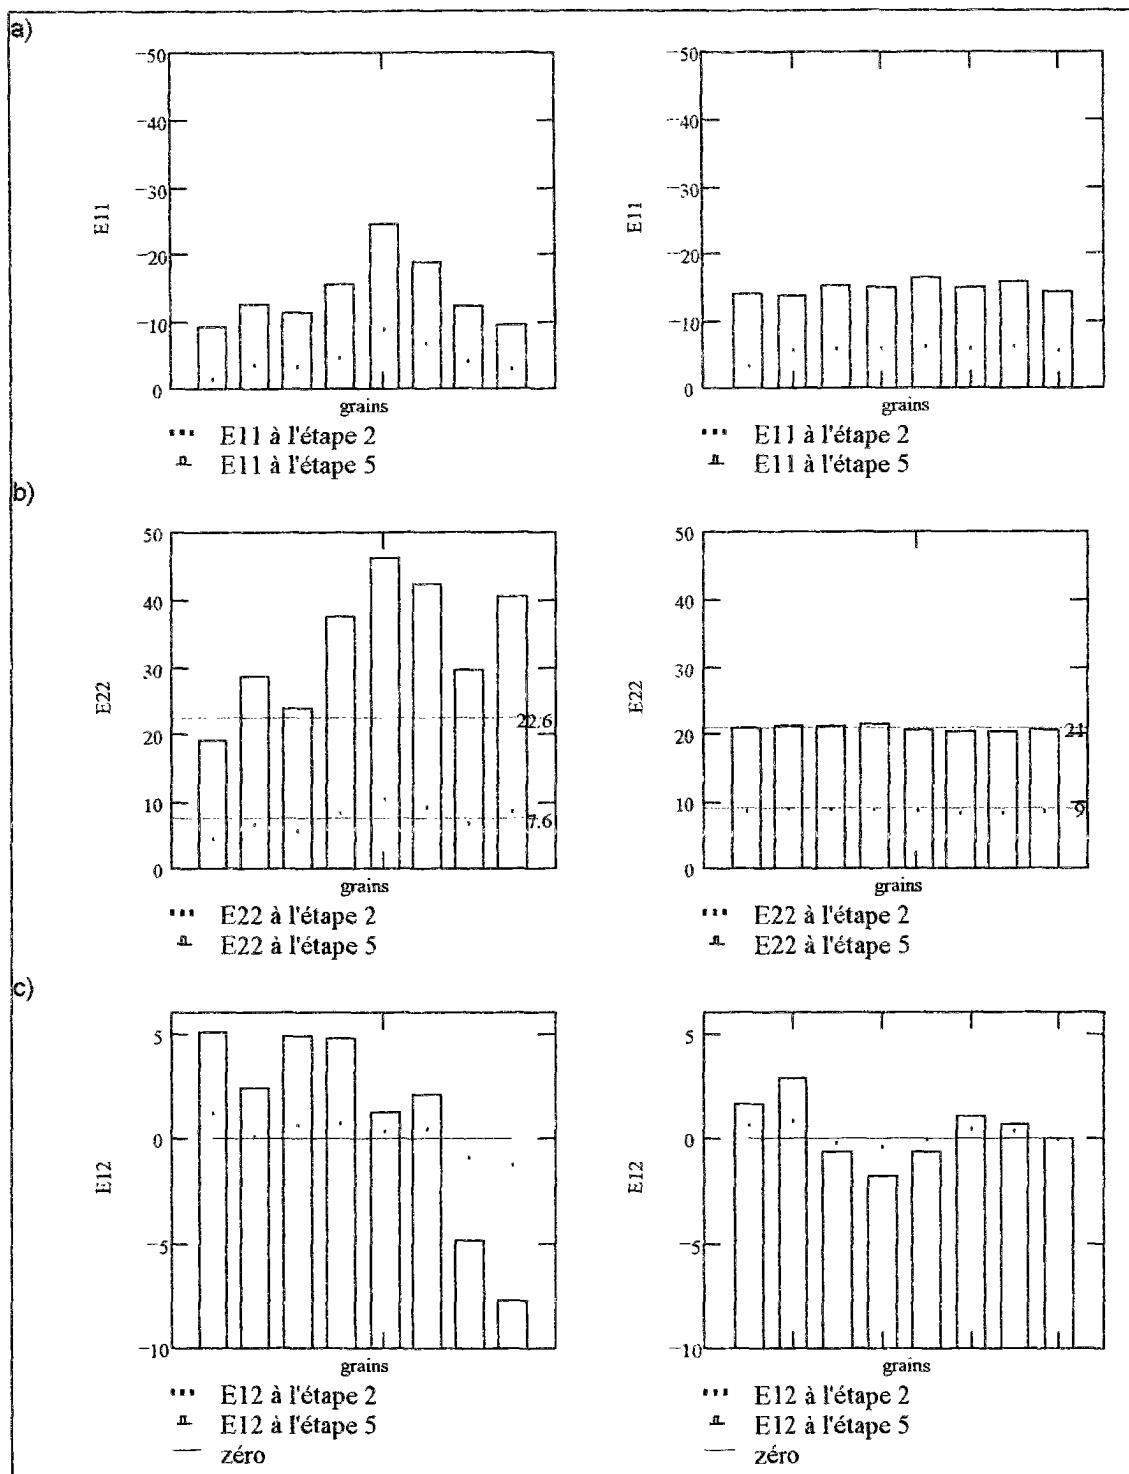 a)
−50
−40
−30
−20
−10
0
E11
grains
E11 à l'étape 2
E11 à l'étape 5
−50
−40
−30
−20
−10
0
E11
grains
E11 à l'étape 2
E11 à l'étape 5
b)
50
40
30
20
10
0
E22
22.6
7.6
grains
E22 à l'étape 2
E22 à l'étape 5
50
40
30
20
10
0
E22
21
9
grains
E22 à l'étape 2
E22 à l'étape 5
c)
5
0
−5
−10
E12
grains
E12 à l'étape 2
E12 à l'étape 5
zéro
5
0
−5
−10
E12
grains
E12 à l'étape 2
E12 à l'étape 5
zéro